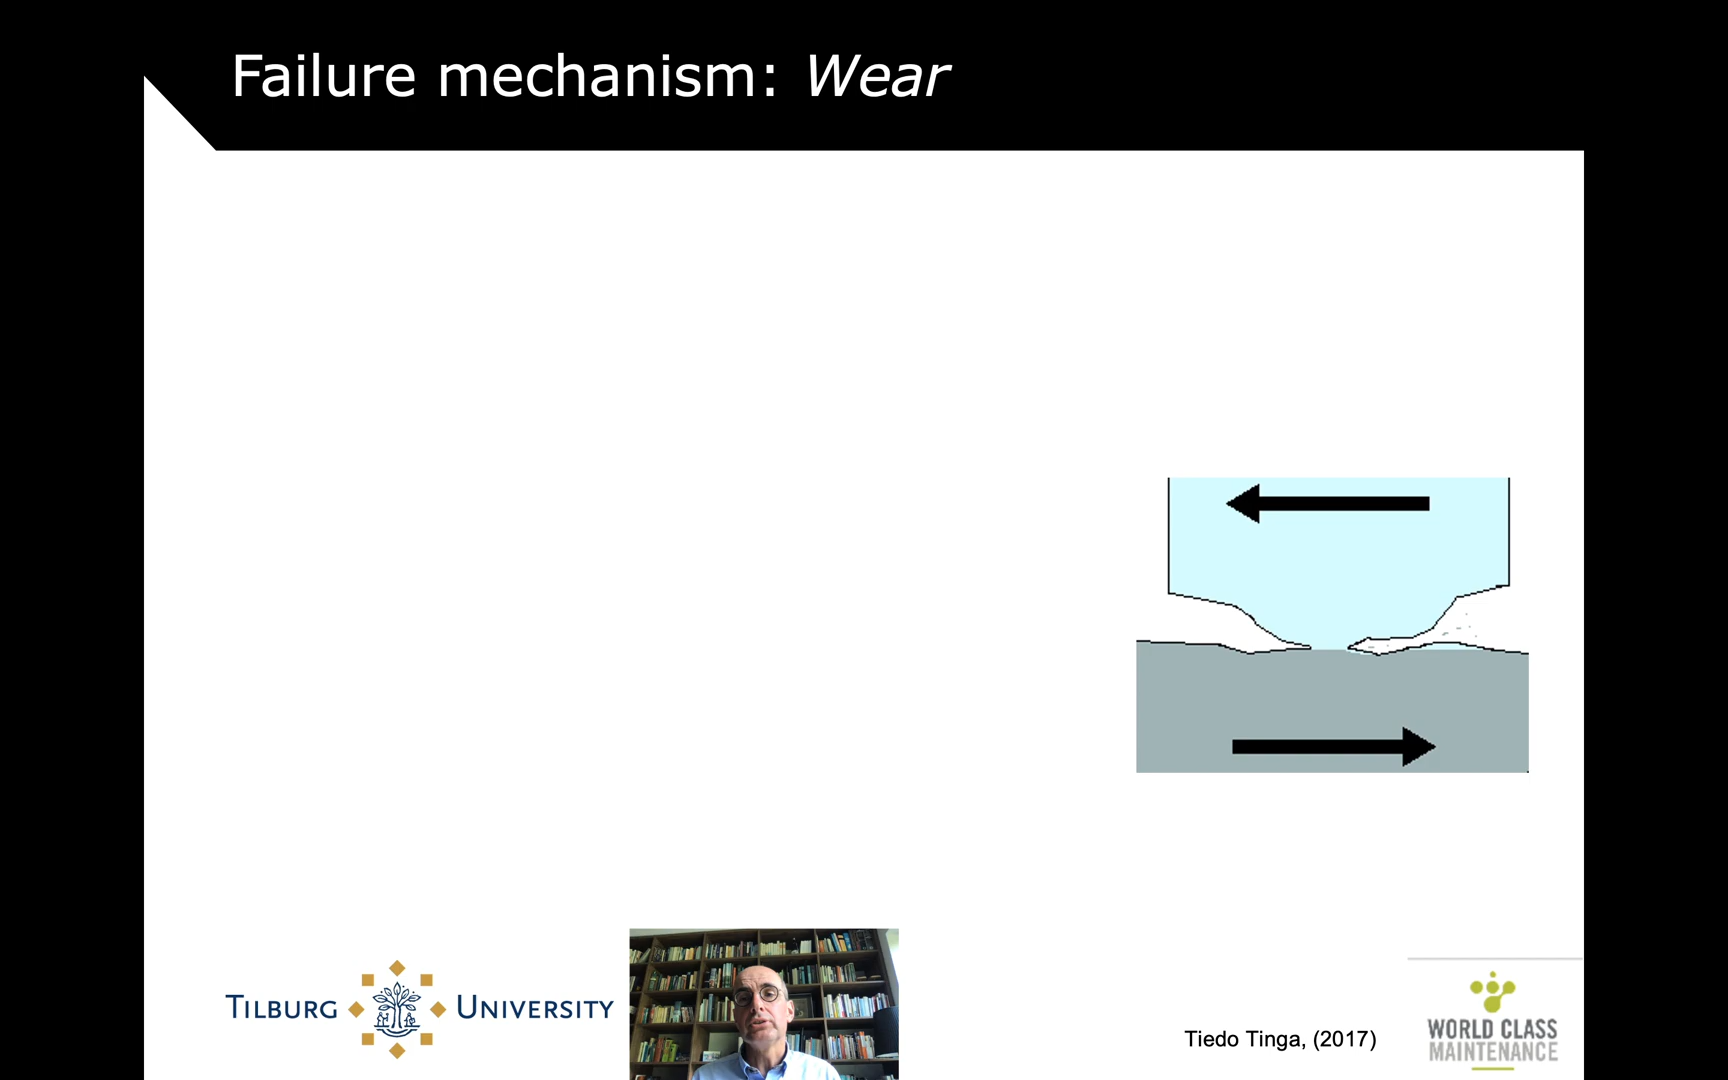 Failure mechanism: Wear
TILBURG UNIVERSITY
Tiedo Tinga, (2017)
WORLD CLASS
MAINTENANCE